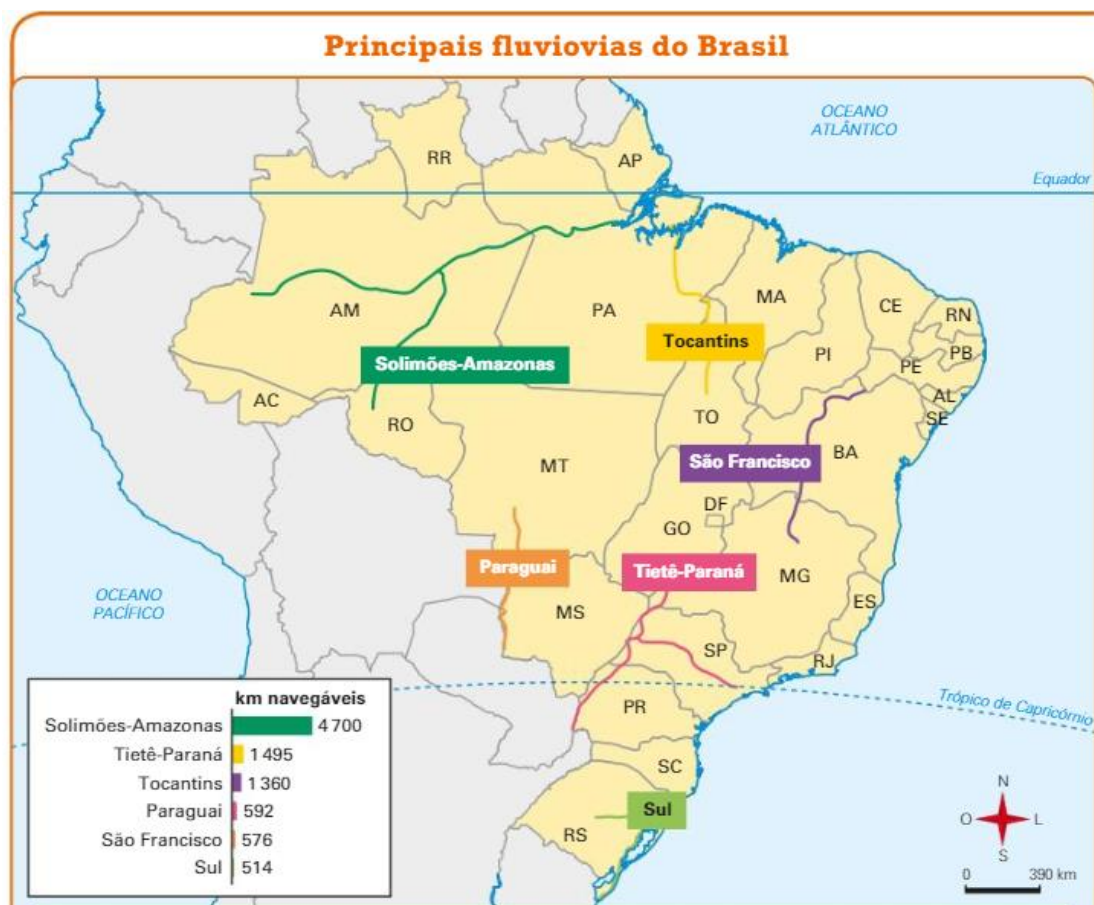 Principais fluviovias do Brasil
OCEANO
ATLÂNTICO
RR
AP
Equador
AM
PA
MA
CE
RN
PB
PI
PE
AL
SE
Tocantins
Solimões-Amazonas
AC
RO
TO
BA
São Francisco
MT
DF
GO
Paraguai
Tietê-Paraná
MG
ES
OCEANO
PACÍFICO
MS
SP
RJ
Trópico de Capricórnio
PR
SC
Sul
RS
km navegáveis
Solimões-Amazonas 4 700
Tietê-Paraná 1 495
Tocantins 1 360
Paraguai 592
São Francisco 576
Sul 514
N
O L
S
0 390 km